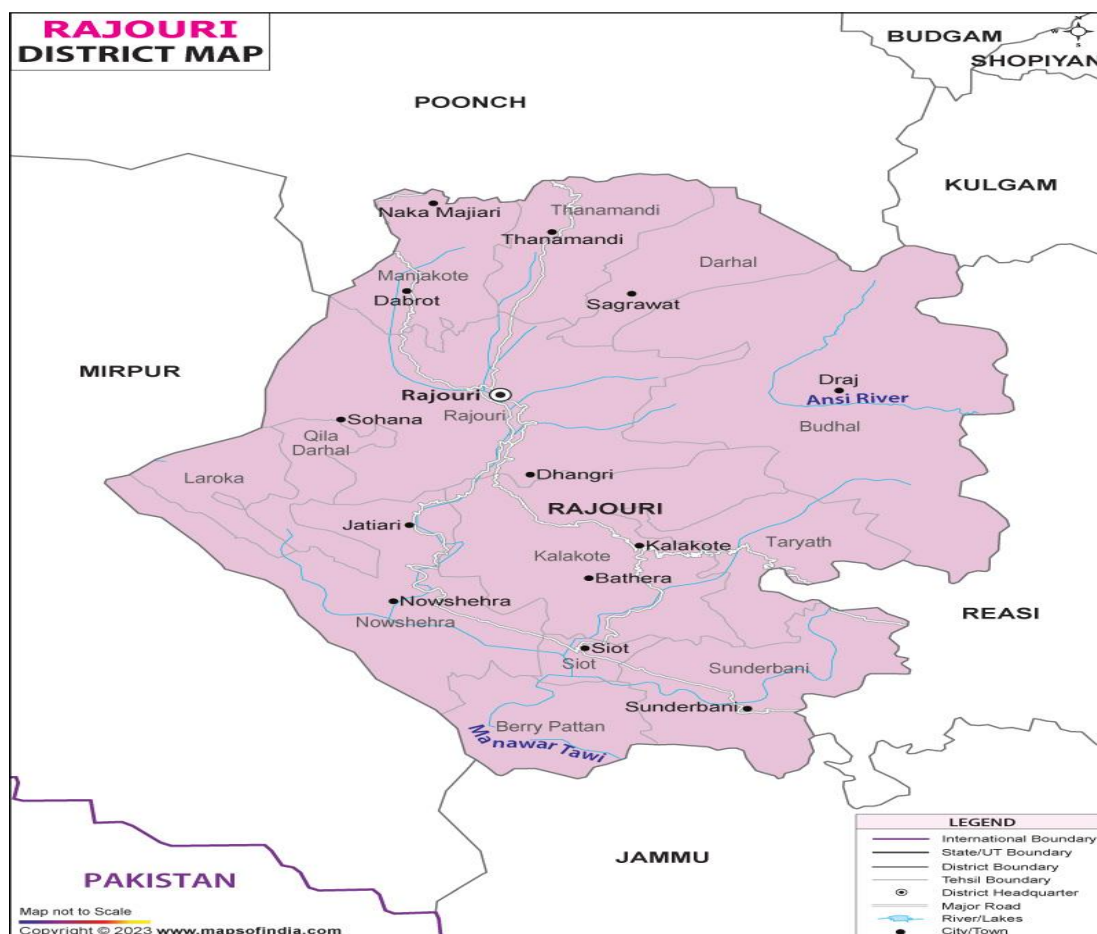 RAJOURI
DISTRICT MAP
N
W
S
BUDGAM
SHOPIYAN
POONCH
KULGAM
Naka Majiari
Thanamandi
Thanamandi
Darhal
Manjakote
Dabrot
Sagrawat
MIRPUR
Draj
Ansi River
Rajouri
Rajouri
Sohana
Budhal
Qila
Darhal
Laroka
Dhangri
RAJOURI
Jatiari
Kalakote
Taryath
Kalakote
Bathera
Nowshehra
Nowshehra
REASI
Siot
Siot
Sunderbani
Sunderbani
Berry Pattan
Manawar Tawi
JAMMU
PAKISTAN
LEGEND
International Boundary
State/UT Boundary
District Boundary
Tehsil Boundary
District Headquarter
Major Road
River/Lakes
City/Town
Map not to Scale
Copyright © 2023 www.mapsofindia.com